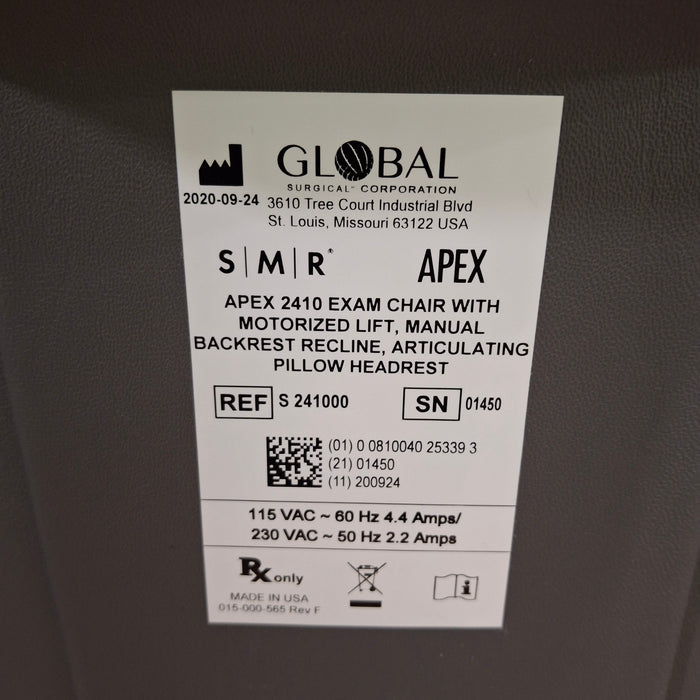 GLOBAL
SURGICAL™ CORPORATION
2020-09-24
3610 Tree Court Industrial Blvd
St. Louis, Missouri 63122 USA
S|M|R® APEX
APEX 2410 EXAM CHAIR WITH
MOTORIZED LIFT, MANUAL
BACKREST RECLINE, ARTICULATING
PILLOW HEADREST
REF S 241000 SN 01450
(01) 0 0810040 25339 3
(21) 01450
(11) 200924
115 VAC ~ 60 Hz 4.4 Amps/
230 VAC ~ 50 Hz 2.2 Amps
Rx only
MADE IN USA
015-000-565 Rev F